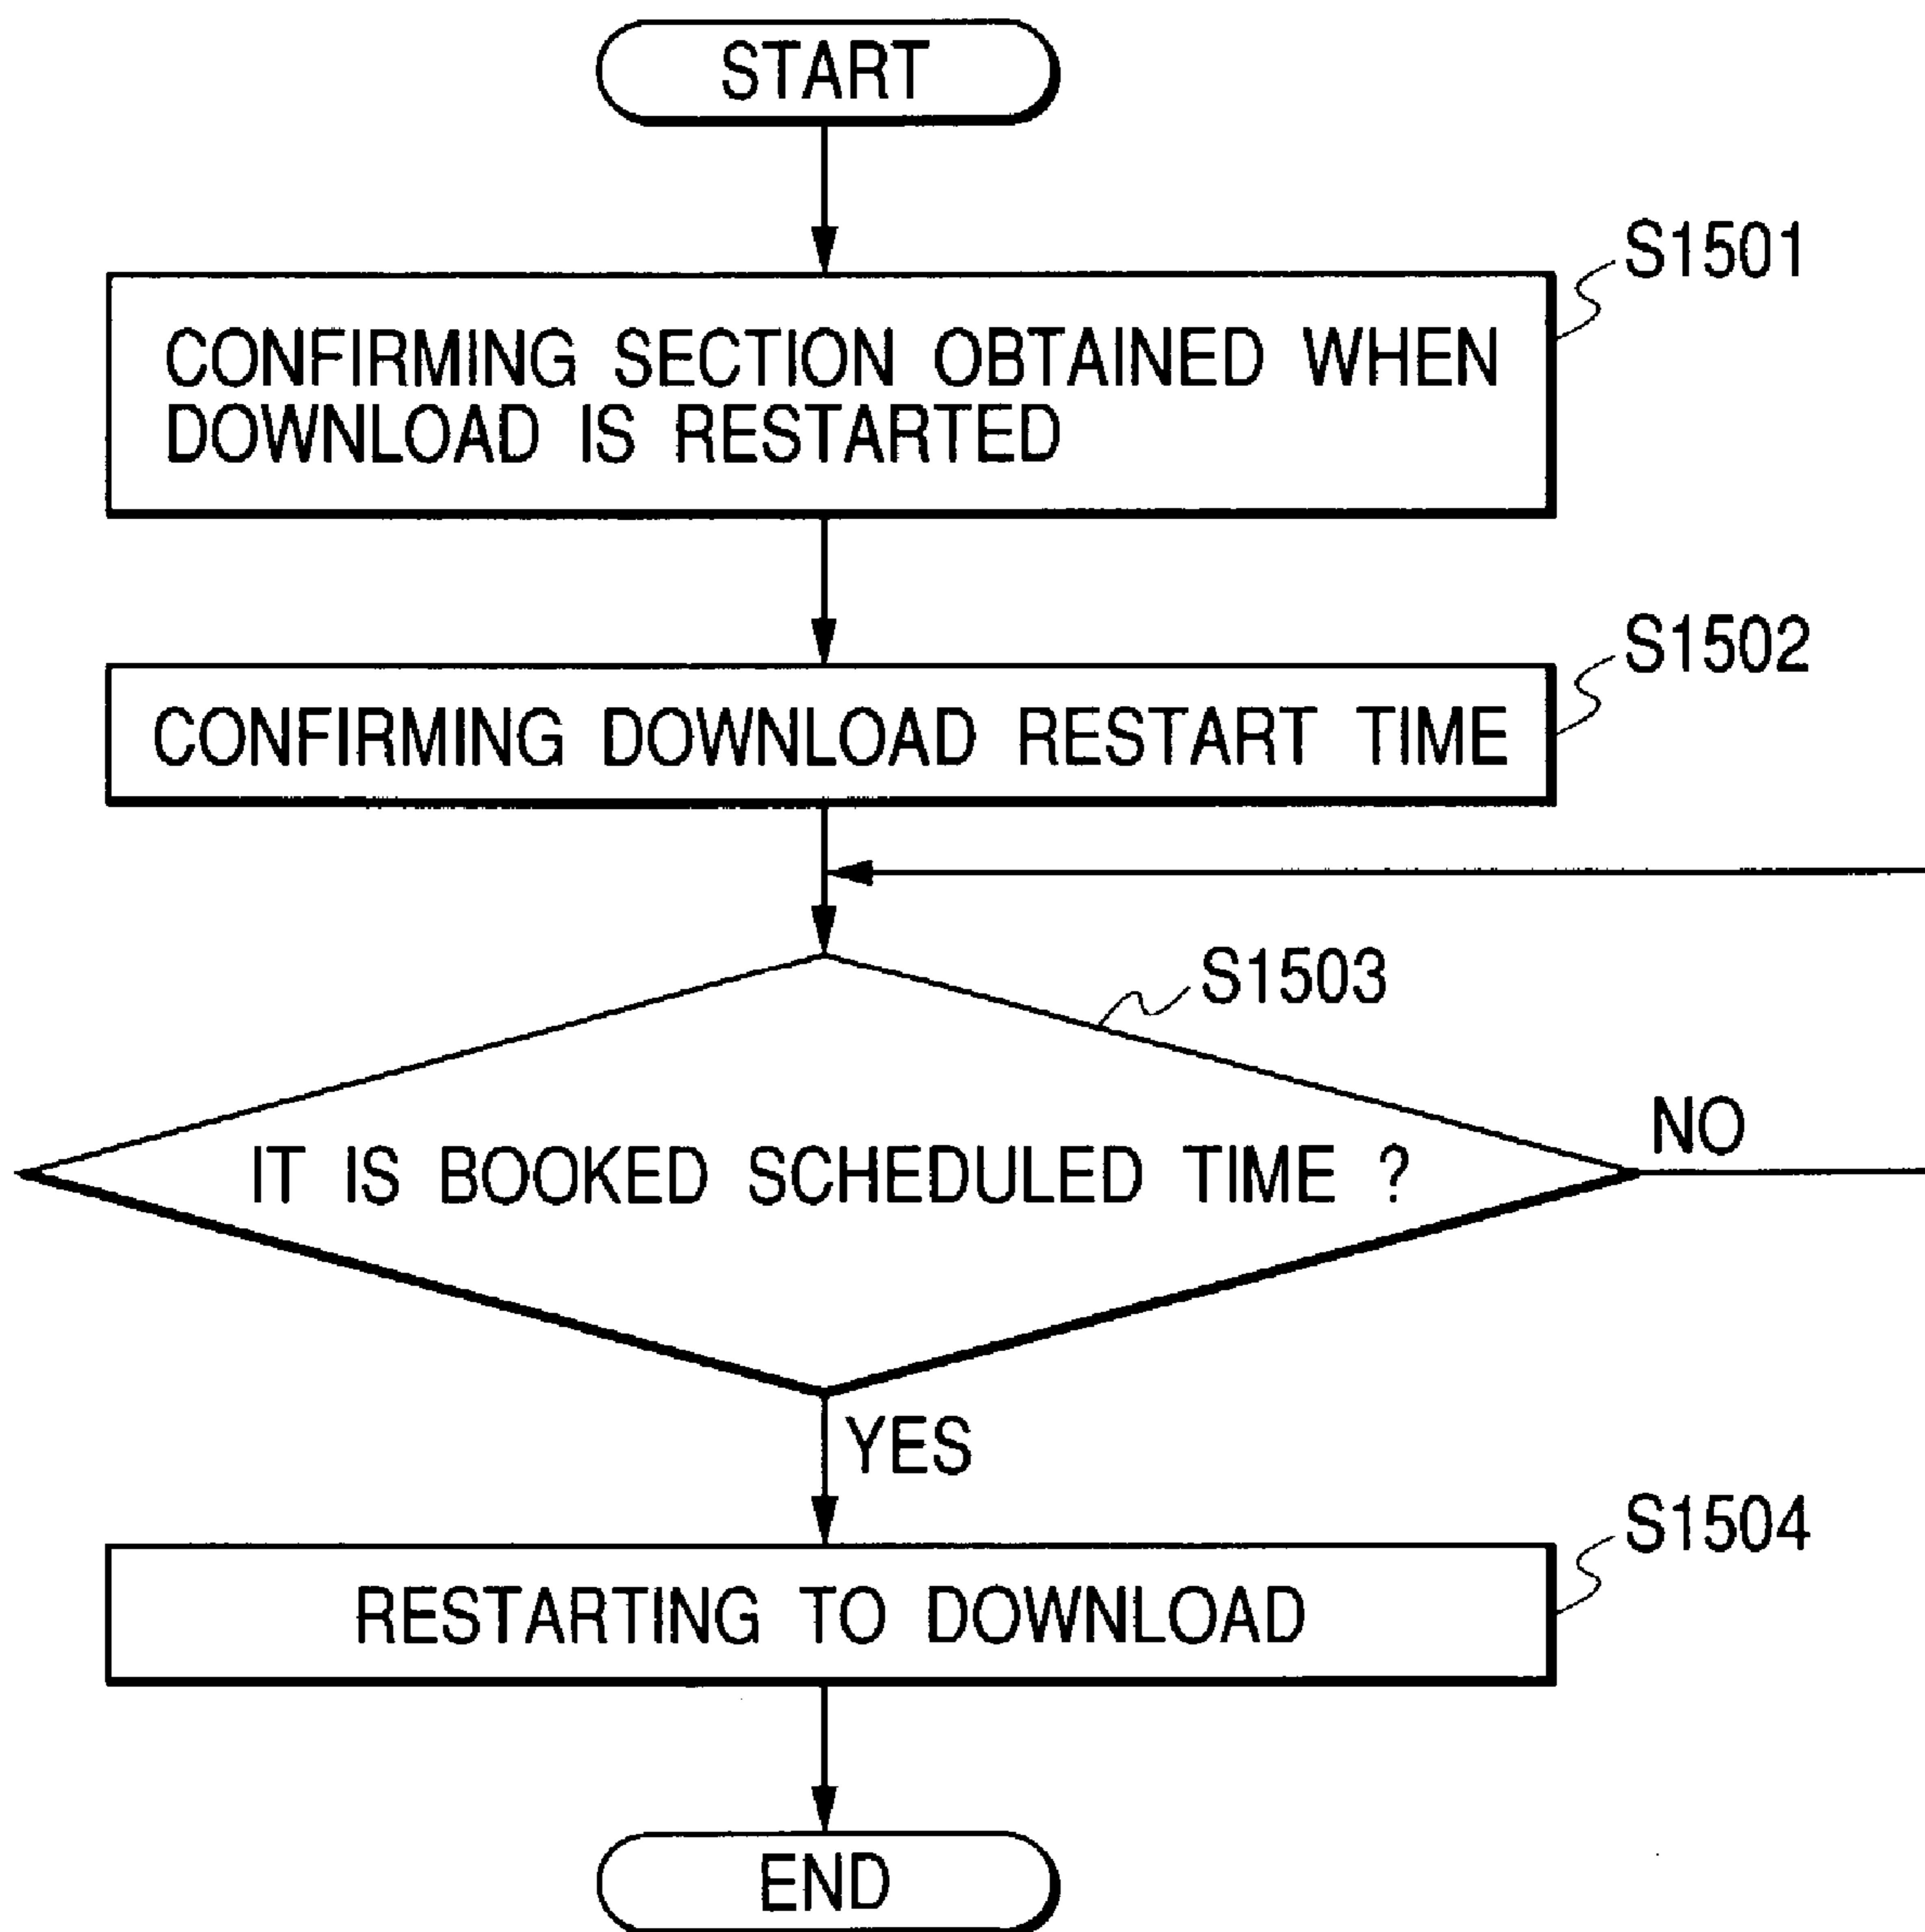 START
S1501
CONFIRMING SECTION OBTAINED WHEN
DOWNLOAD IS RESTARTED
S1502
CONFIRMING DOWNLOAD RESTART TIME
S1503
NO
IT IS BOOKED SCHEDULED TIME ?
YES
S1504
RESTARTING TO DOWNLOAD
END